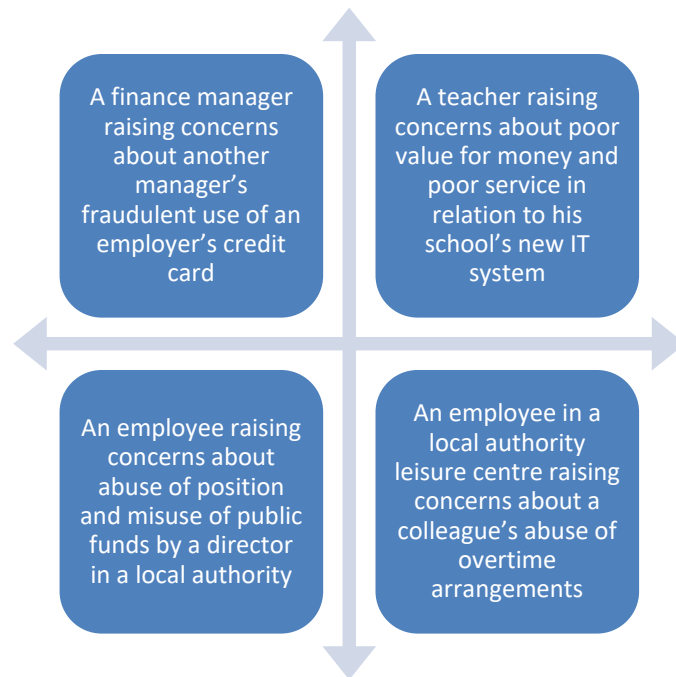 A finance manager
raising concerns
about another
manager’s
fraudulent use of an
employer’s credit
card
A teacher raising
concerns about poor
value for money and
poor service in
relation to his
school’s new IT
system
An employee raising
concerns about
abuse of position
and misuse of public
funds by a director
in a local authority
An employee in a
local authority
leisure centre raising
concerns about a
colleague’s abuse of
overtime
arrangements